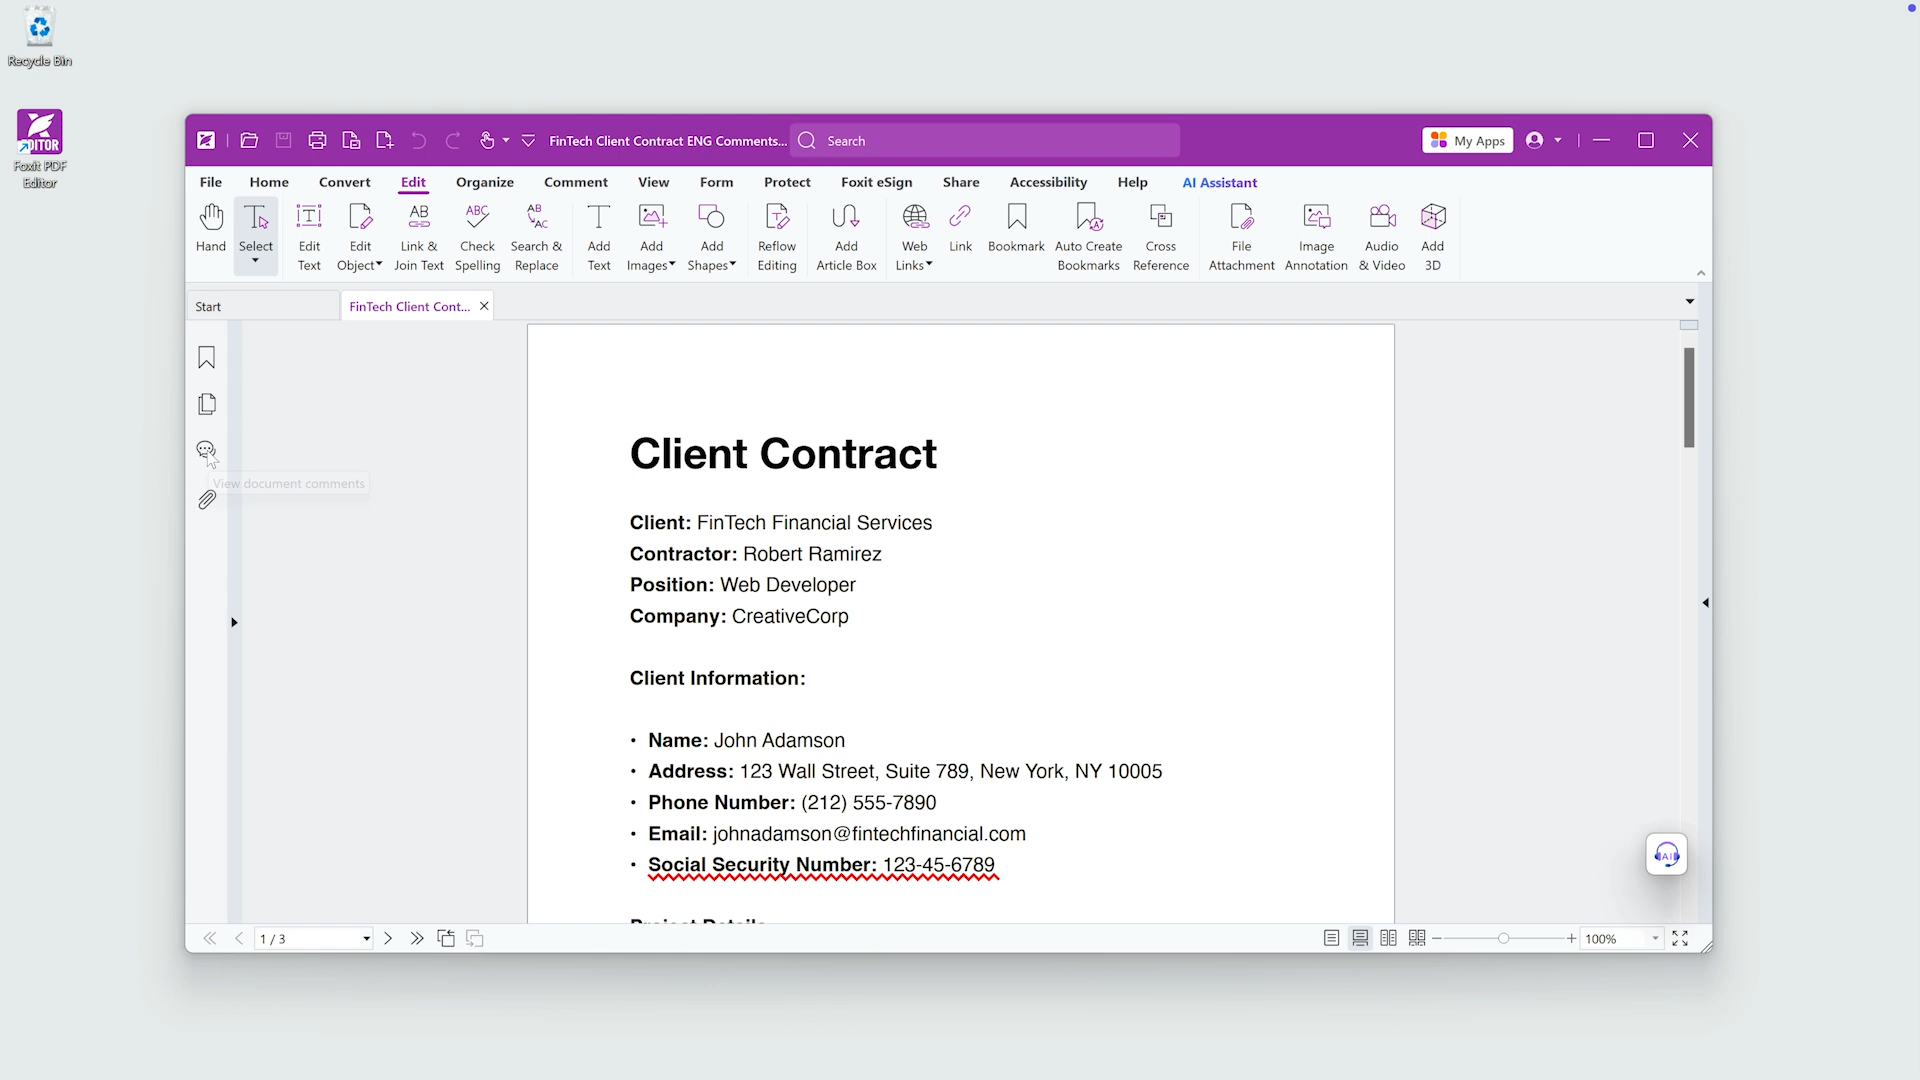 Recycle Bin
Foxit PDF
Editor
FinTech Client Contract ENG Comments...
Search
My Apps
File Home Convert Edit Organize Comment View Form Protect Foxit eSign Share Accessibility Help AI Assistant
Hand
Select
Edit
Text
Edit
Object
Link &
Join Text
Check
Spelling
Search &
Replace
Add
Text
Add
Images
Add
Shapes
Reflow
Editing
Add
Article Box
Web
Links
Link
Bookmark
Auto Create
Bookmarks
Cross
Reference
File
Attachment
Image
Annotation
Audio
& Video
Add
3D
Start
FinTech Client Cont...
View document comments
Client Contract
Client: FinTech Financial Services
Contractor: Robert Ramirez
Position: Web Developer
Company: CreativeCorp
Client Information:
• Name: John Adamson
• Address: 123 Wall Street, Suite 789, New York, NY 10005
• Phone Number: (212) 555-7890
• Email: johnadamson@fintechfinancial.com
• Social Security Number: 123-45-6789
Project Details
1 / 3
100%